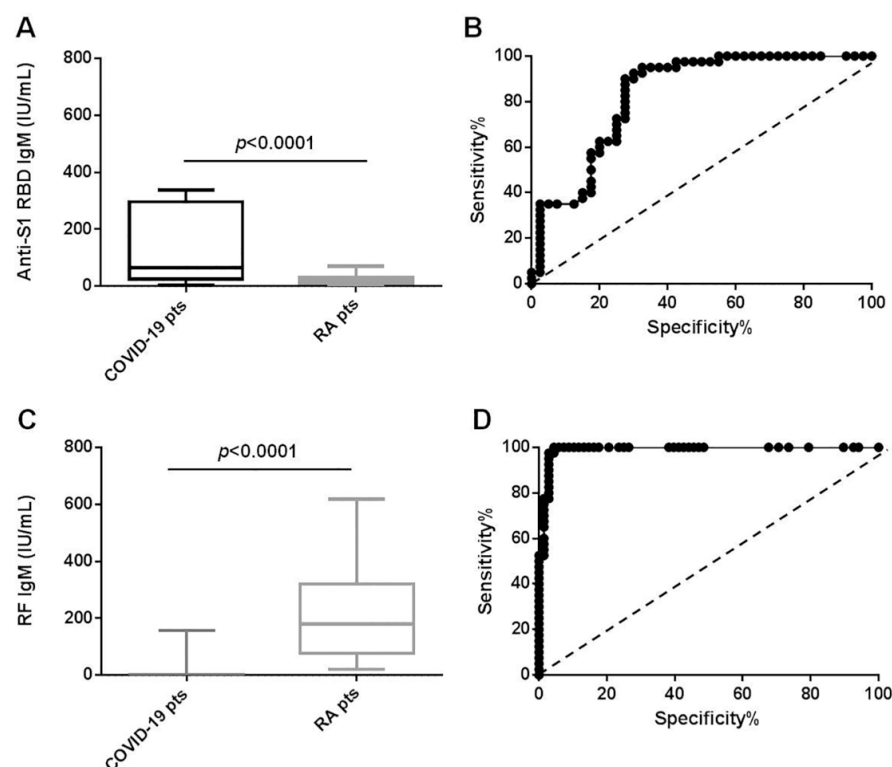 A
Anti-S1 RBD IgM (IU/mL)
800
600
400
200
0
p<0.0001
COVID-19 pts
RA pts
B
Sensitivity%
100
80
60
40
20
0
0 20 40 60 80 100
Specificity%
C
RF IgM (IU/mL)
800
600
400
200
0
p<0.0001
COVID-19 pts
RA pts
D
Sensitivity%
100
80
60
40
20
0
0 20 40 60 80 100
Specificity%